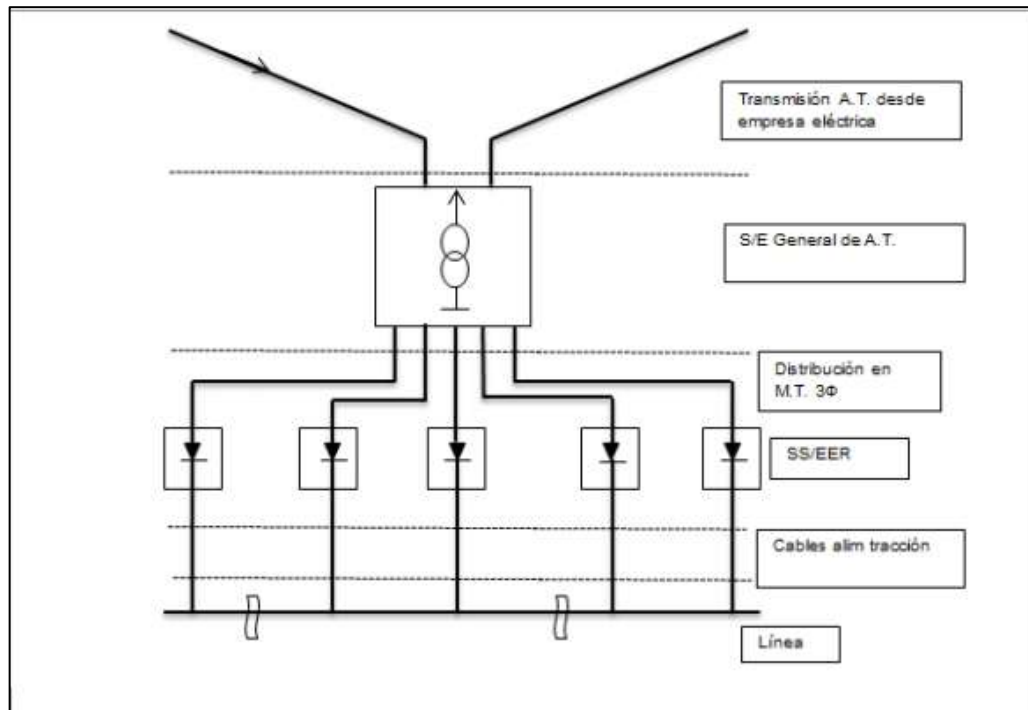 Transmisión A.T. desde
empresa eléctrica
S/E General de A.T.
Distribución en
M.T. 3Φ
SS/EER
Cables alim tracción
Línea